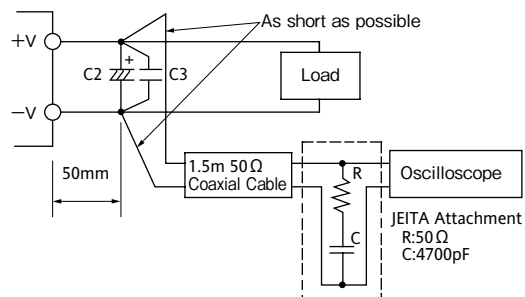 As short as possible
+V
+
C2
C3
Load
−V
50mm
1.5m 50Ω
Coaxial Cable
R
Oscilloscope
C
JEITA Attachment
R:50Ω
C:4700pF